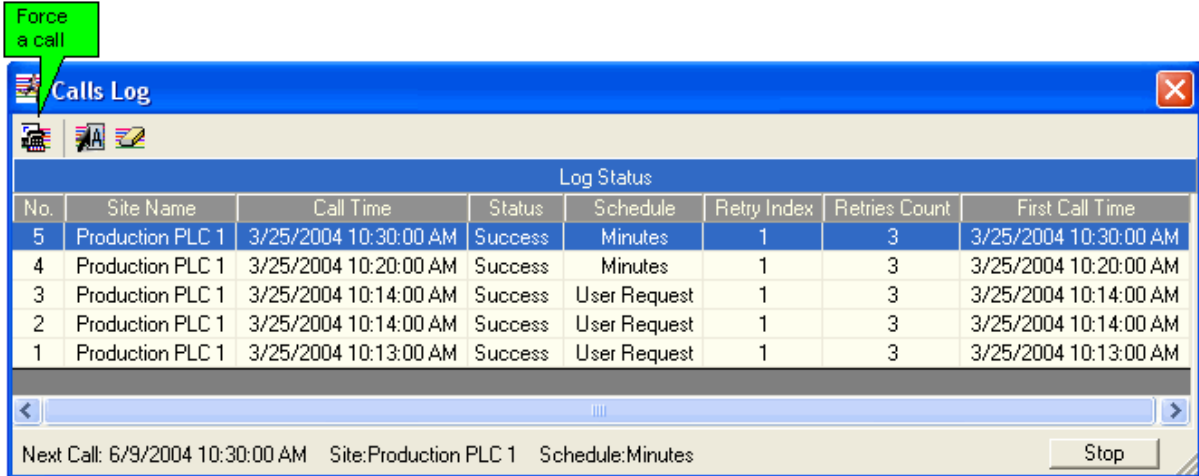 Force
a call
Calls Log
Log Status
No. Site Name Call Time Status Schedule Retry Index Retries Count First Call Time
5 Production PLC 1 3/25/2004 10:30:00 AM Success Minutes 1 3 3/25/2004 10:30:00 AM
4 Production PLC 1 3/25/2004 10:20:00 AM Success Minutes 1 3 3/25/2004 10:20:00 AM
3 Production PLC 1 3/25/2004 10:14:00 AM Success User Request 1 3 3/25/2004 10:14:00 AM
2 Production PLC 1 3/25/2004 10:14:00 AM Success User Request 1 3 3/25/2004 10:14:00 AM
1 Production PLC 1 3/25/2004 10:13:00 AM Success User Request 1 3 3/25/2004 10:13:00 AM
Next Call: 6/9/2004 10:30:00 AM Site:Production PLC 1 Schedule:Minutes Stop